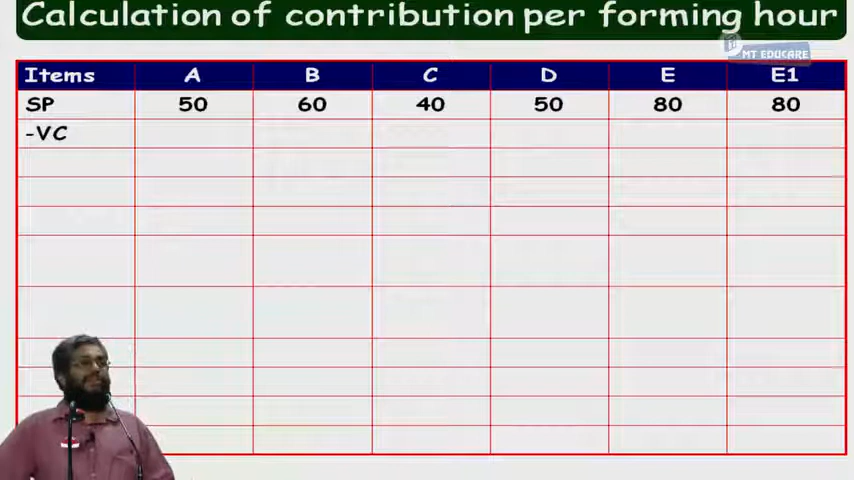 Calculation of contribution per forming hour
MT EDUCARE
Items A B C D E E1
SP 50 60 40 50 80 80
-VC